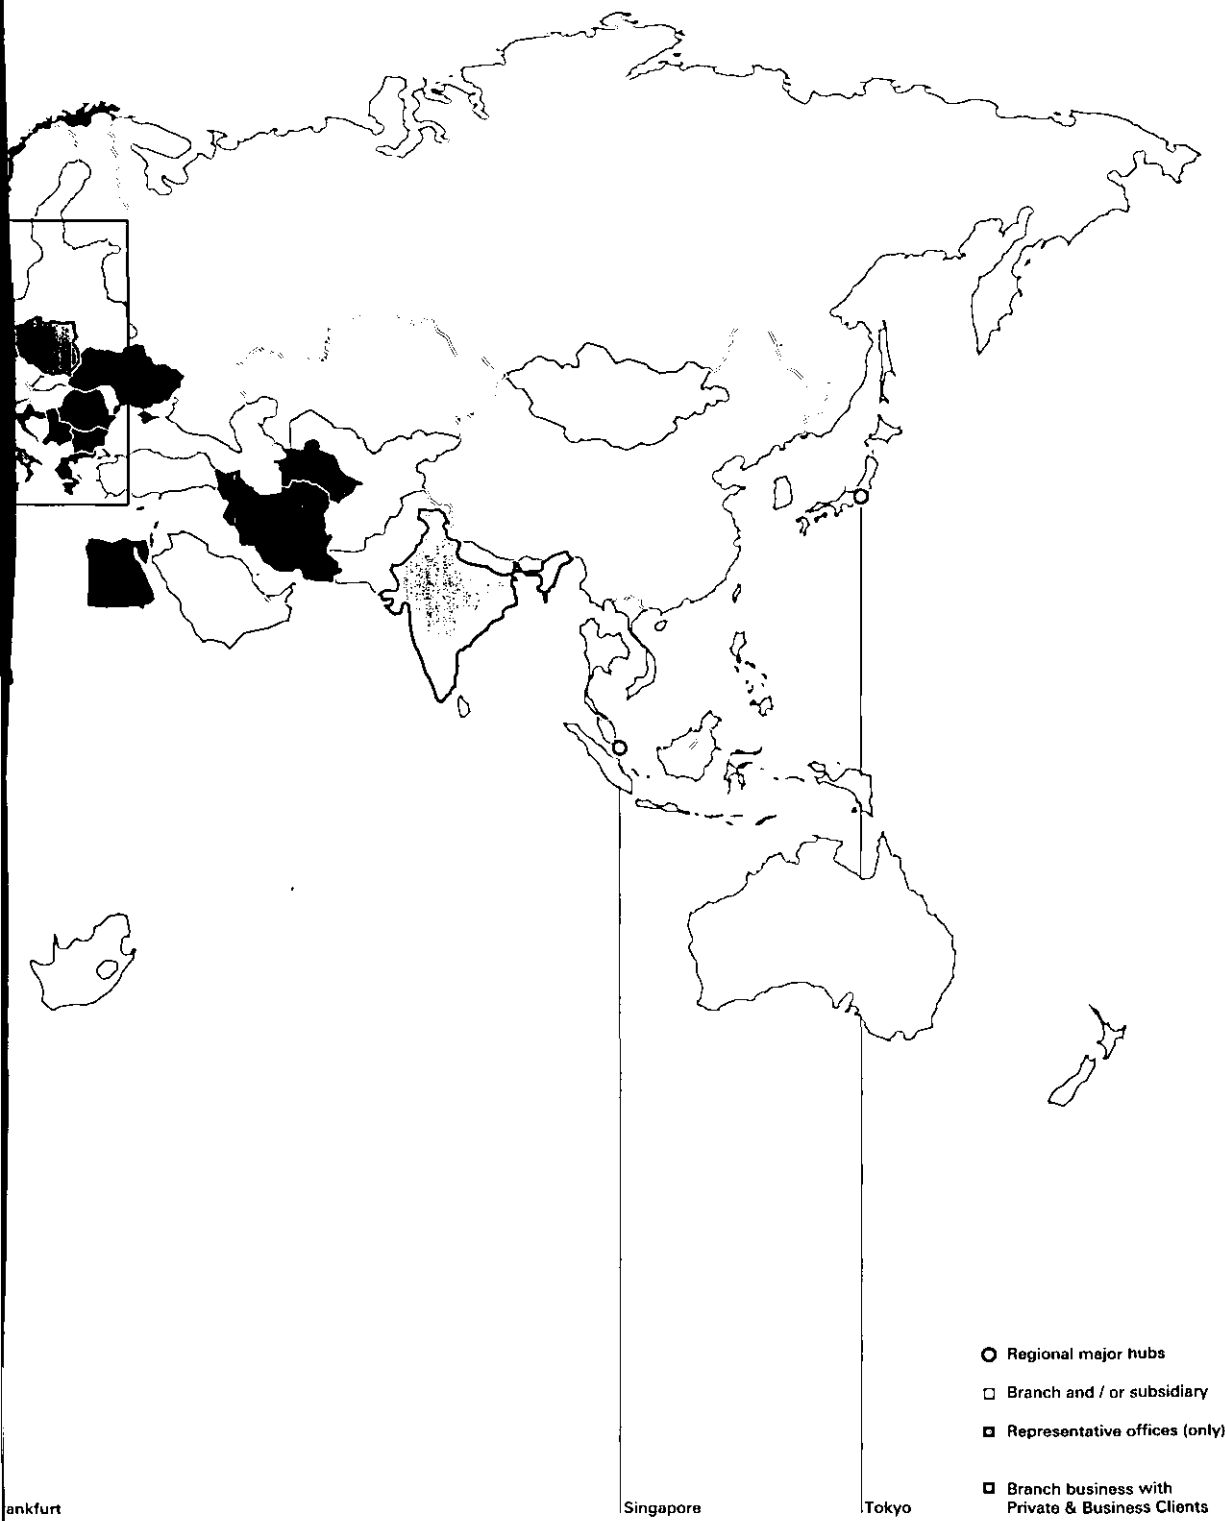 Regional major hubs
Branch and / or subsidiary
Representative offices (only)
Branch business with
Private & Business Clients
ankfurt
Singapore
Tokyo